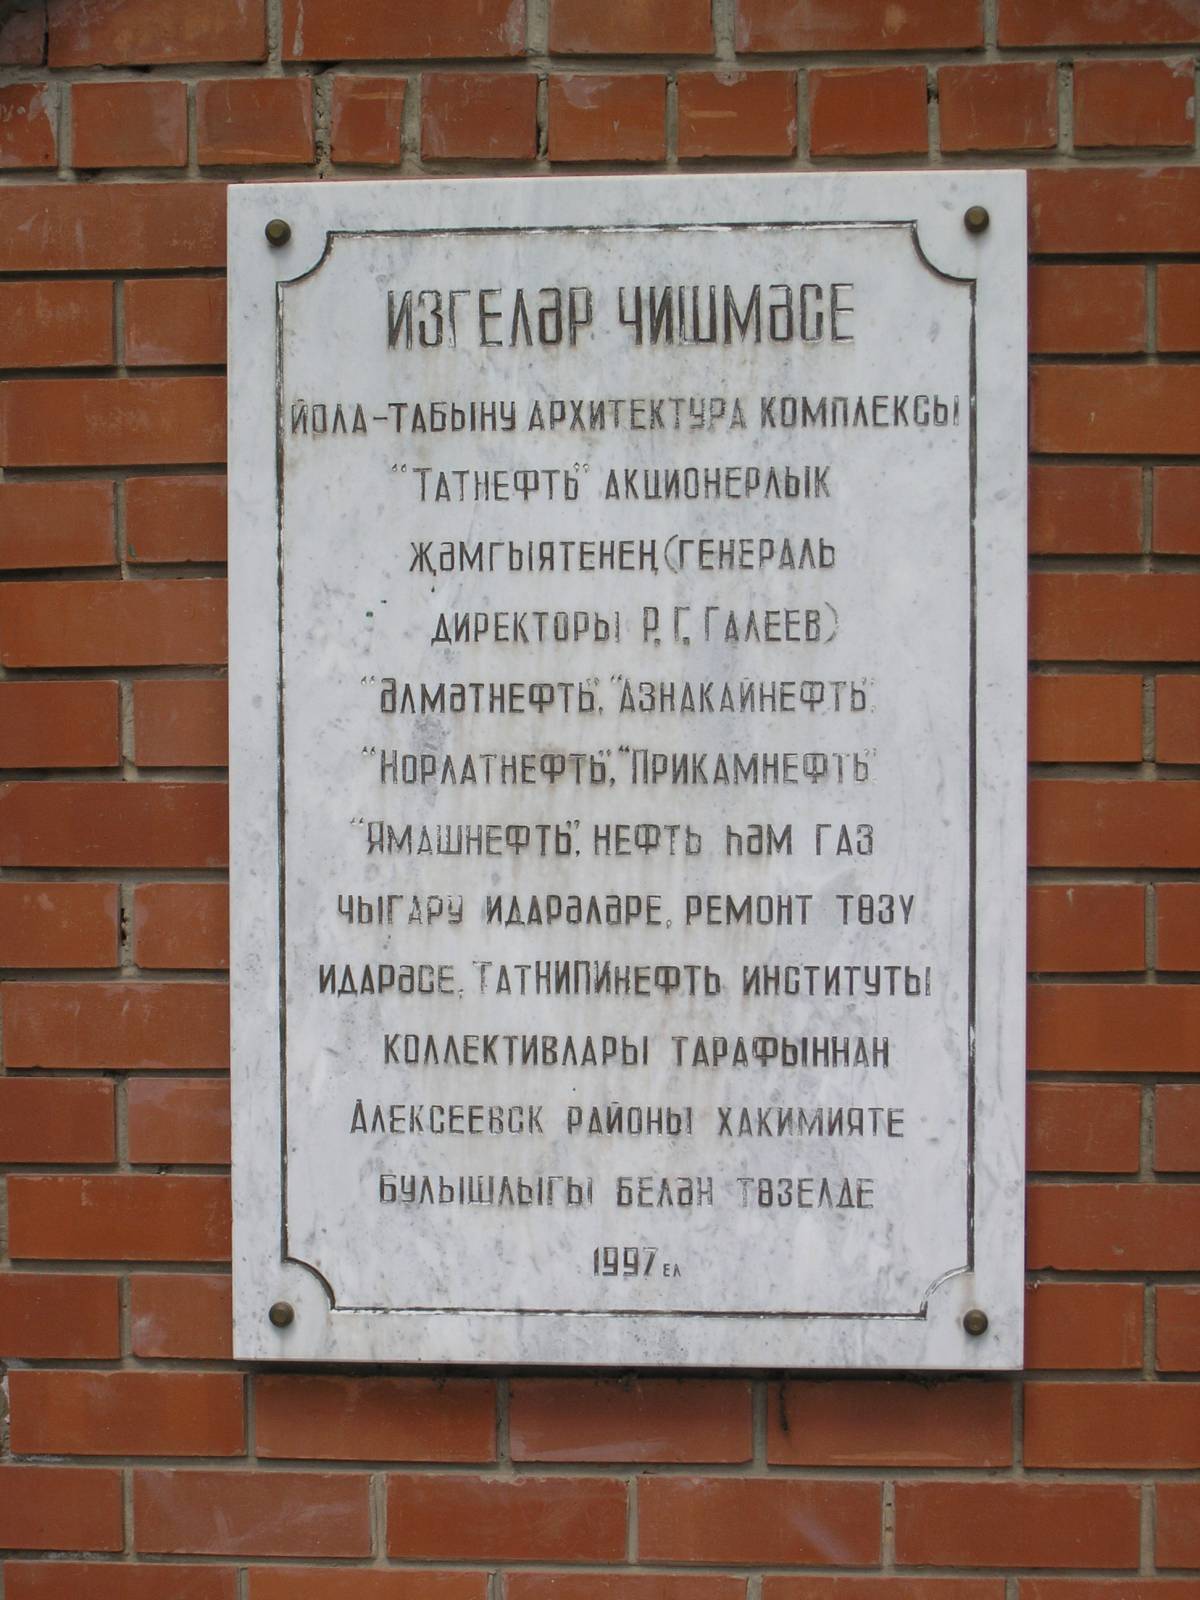 ИЗГЕЛӘР ЧИШМӘСЕ
ЙОЛА-ТАБЫНУ АРХИТЕКТУРА КОМПЛЕКСЫ
"ТАТНЕФТЬ" АКЦИОНЕРЛЫК
ҖӘМГЫЯТЕНЕҢ (ГЕНЕРАЛЬ
ДИРЕКТОРЫ Р. Г. ГАЛЕЕВ)
"ӘЛМӘТНЕФТЬ", "АЗНАКАЙНЕФТЬ",
"НОРЛАТНЕФТЬ", "ПРИКАМНЕФТЬ",
"ЯМАШНЕФТЬ", НЕФТЬ ҺӘМ ГАЗ
ЧЫГАРУ ИДАРӘЛӘРЕ, РЕМОНТ ТӨЗҮ
ИДАРӘСЕ, ТАТНИПИНЕФТЬ ИНСТИТУТЫ
КОЛЛЕКТИВЛАРЫ ТАРАФЫННАН
АЛЕКСЕЕВСК РАЙОНЫ ХАКИМИЯТЕ
БУЛЫШЛЫГЫ БЕЛӘН ТӨЗЕЛДЕ
1997 ЕЛ